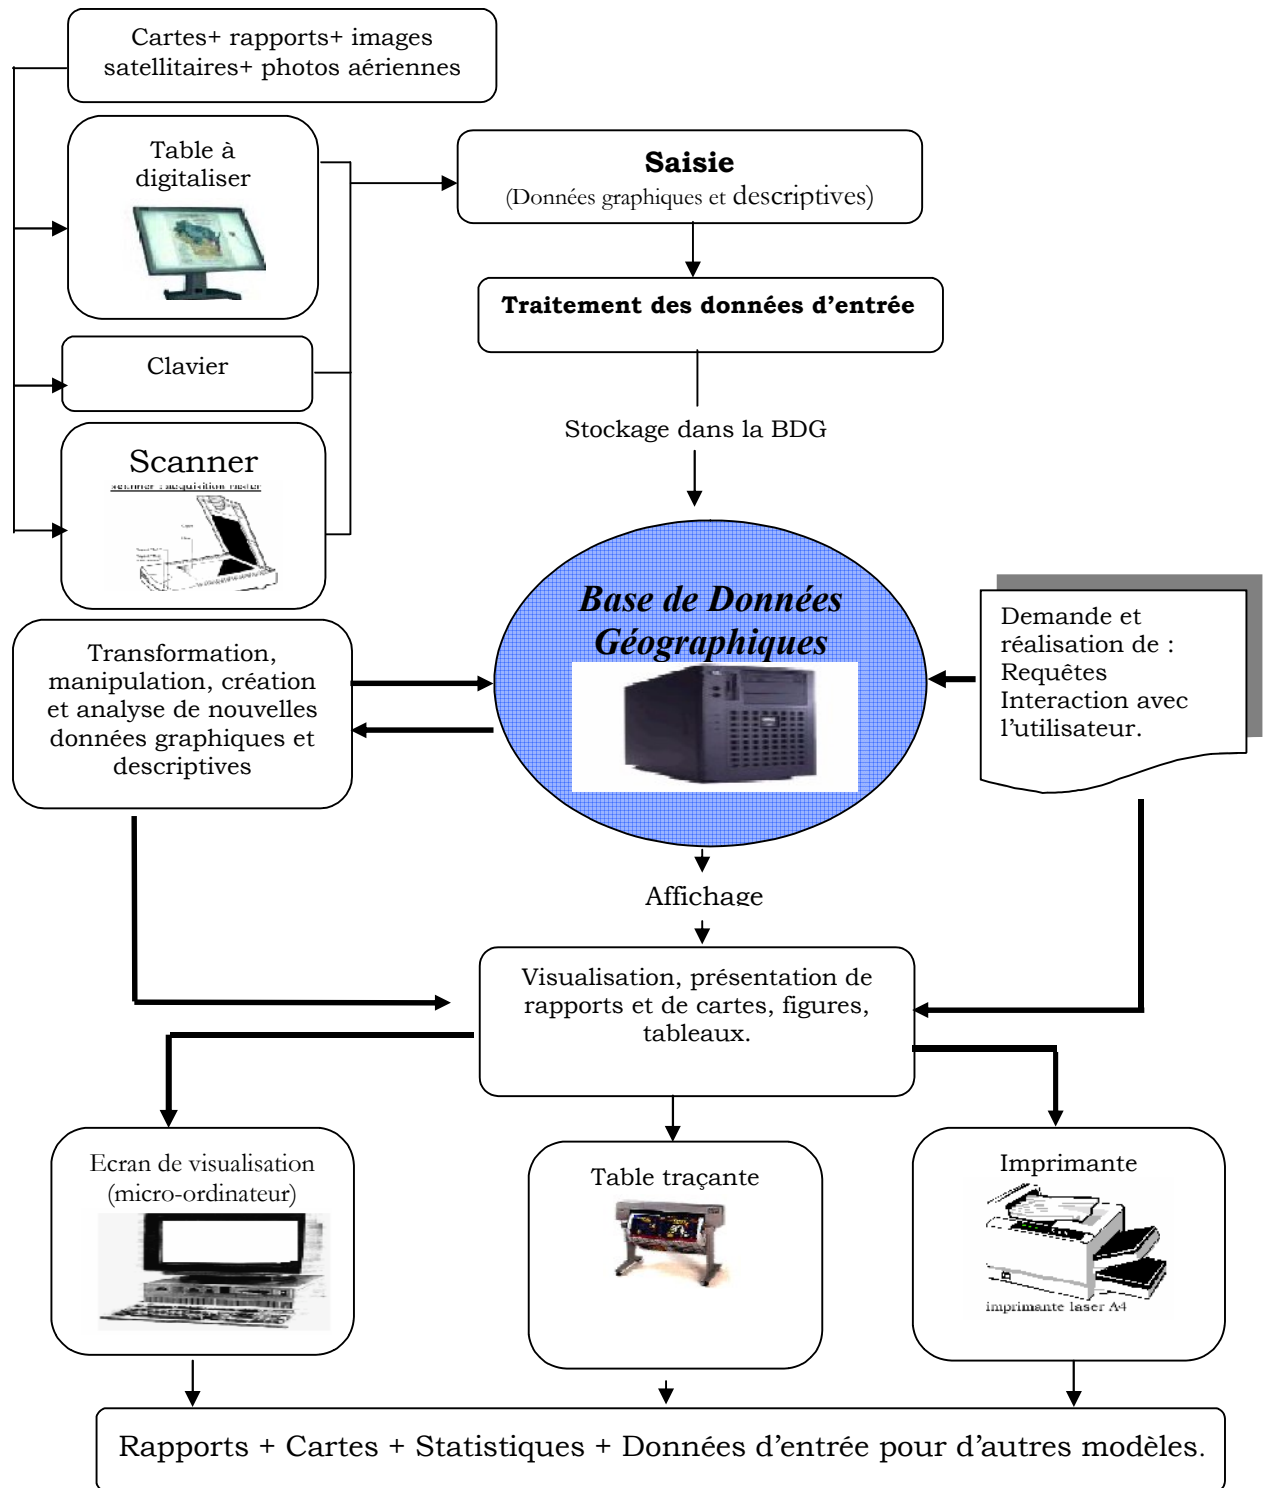 Cartes+ rapports+ images
satellitaires+ photos aériennes
Table à
digitaliser
Saisie
(Données graphiques et descriptives)
Traitement des données d’entrée
Clavier
Stockage dans la BDG
Scanner
scanner : acquisition raster
Base de Données
Géographiques
Demande et
réalisation de :
Requêtes
Interaction avec
l’utilisateur.
Transformation,
manipulation, création
et analyse de nouvelles
données graphiques et
descriptives
Affichage
Visualisation, présentation de
rapports et de cartes, figures,
tableaux.
Ecran de visualisation
(micro-ordinateur)
Table traçante
Imprimante
imprimante laser A4
Rapports + Cartes + Statistiques + Données d’entrée pour d’autres modèles.